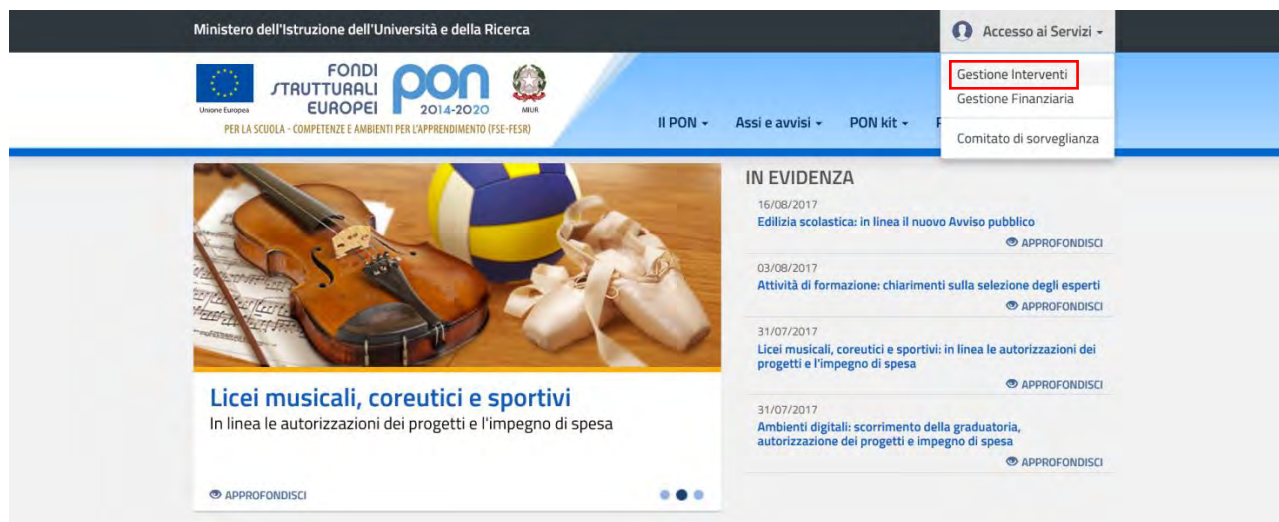 Ministero dell'Istruzione dell'Università e della Ricerca
Accesso ai Servizi
Gestione Interventi
Gestione Finanziaria
Comitato di sorveglianza
Unione Europea
FONDI
STRUTTURALI
EUROPEI
pon
2014-2020
MIUR
PER LA SCUOLA - COMPETENZE E AMBIENTI PER L'APPRENDIMENTO (FSE-FESR)
Il PON
Assi e avvisi
PON kit
IN EVIDENZA
16/08/2017
Edilizia scolastica: in linea il nuovo Avviso pubblico
APPROFONDISCI
03/08/2017
Attività di formazione: chiarimenti sulla selezione degli esperti
APPROFONDISCI
31/07/2017
Licei musicali, coreutici e sportivi: in linea le autorizzazioni dei
progetti e l'impegno di spesa
APPROFONDISCI
31/07/2017
Ambienti digitali: scorrimento della graduatoria,
autorizzazione dei progetti e impegno di spesa
APPROFONDISCI
Licei musicali, coreutici e sportivi
In linea le autorizzazioni dei progetti e l'impegno di spesa
APPROFONDISCI